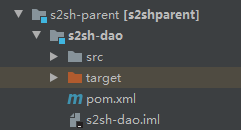 s2sh-parent [s2shparent]
s2sh-dao
src
target
pom.xml
s2sh-dao.iml